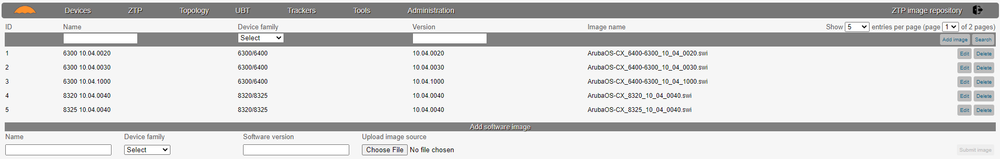 Devices ZTP Topology UBT Trackers Tools Administration ZTP image repository
ID Name Device family Version Image name Show 5 entries per page (page 1 of 2 pages)
Select Add image Search
1 6300 10.04.0020 6300/6400 10.04.0020 ArubaOS-CX_6400-6300_10_04_0020.swi Edit Delete
2 6300 10.04.0030 6300/6400 10.04.0030 ArubaOS-CX_6400-6300_10_04_0030.swi Edit Delete
3 6300 10.04.1000 6300/6400 10.04.1000 ArubaOS-CX_6400-6300_10_04_1000.swi Edit Delete
4 8320 10.04.0040 8320/8325 10.04.0040 ArubaOS-CX_8320_10_04_0040.swi Edit Delete
5 8325 10.04.0040 8320/8325 10.04.0040 ArubaOS-CX_8325_10_04_0040.swi Edit Delete
Add software image
Name Device family Software version Upload image source
Select Choose File No file chosen Submit image